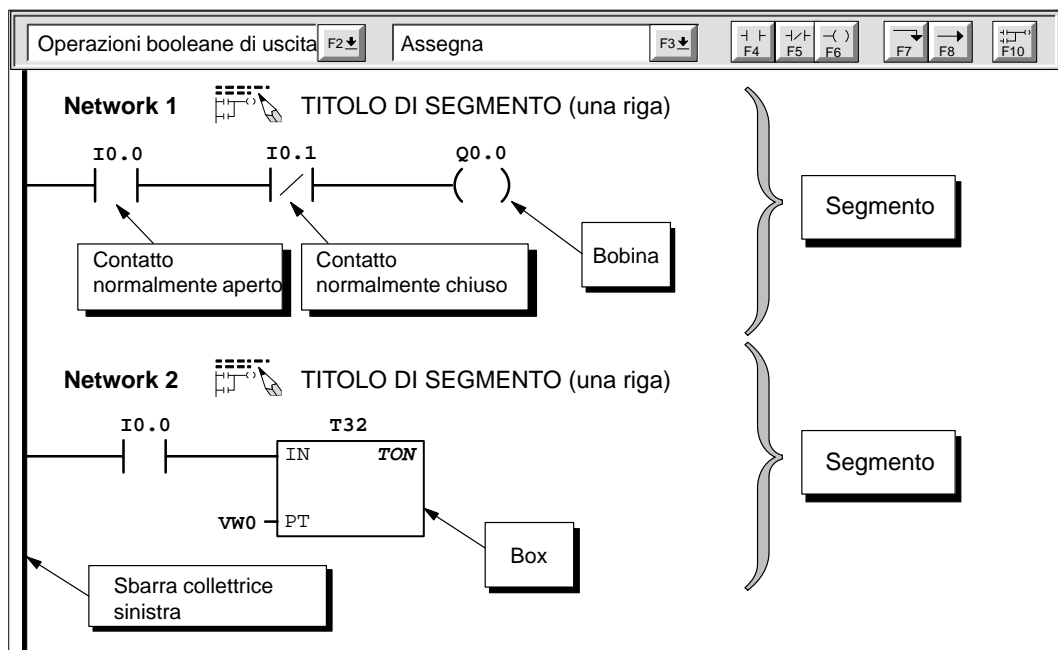 Operazioni booleane di uscita F2 Assegna F3 F4 F5 F6 F7 F8 F10
Network 1 TITOLO DI SEGMENTO (una riga)
I0.0 I0.1 Q0.0
Segmento
Contatto
normalmente aperto
Contatto
normalmente chiuso
Bobina
Network 2 TITOLO DI SEGMENTO (una riga)
I0.0 T32
IN TON
Segmento
VW0 PT
Box
Sbarra collettrice
sinistra